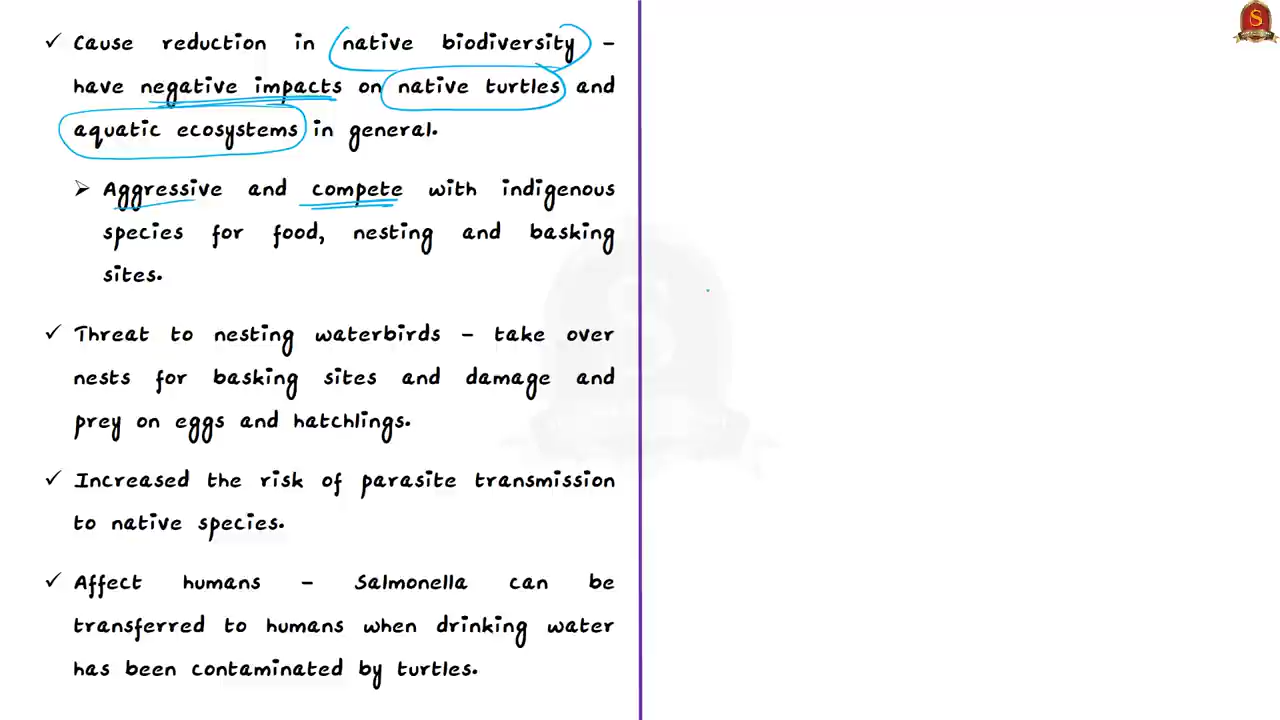 ✓ Cause reduction in native biodiversity –
have negative impacts on native turtles and
aquatic ecosystems in general.
➢ Aggressive and compete with indigenous
species for food, nesting and basking
sites.
✓ Threat to nesting waterbirds – take over
nests for basking sites and damage and
prey on eggs and hatchlings.
✓ Increased the risk of parasite transmission
to native species.
✓ Affect humans – Salmonella can be
transferred to humans when drinking water
has been contaminated by turtles.